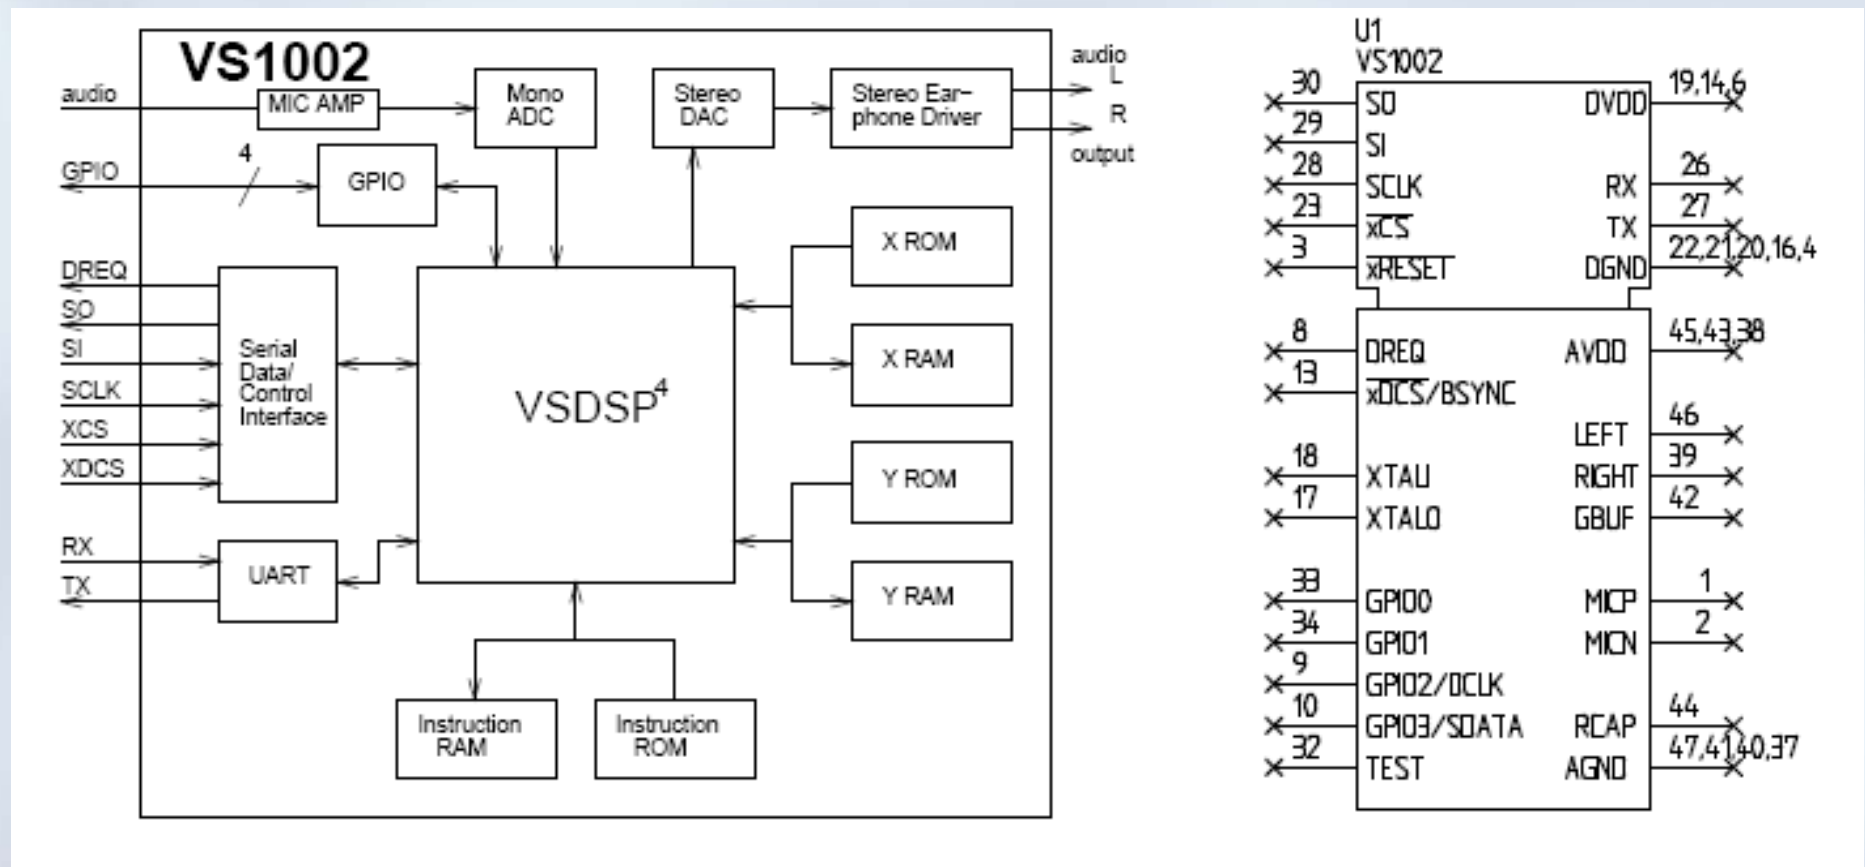 VS1002
audio
MIC AMP
Mono
ADC
Stereo
DAC
Stereo Ear-
phone Driver
audio
L
R
output
4
GPIO
GPIO
X ROM
X RAM
DREQ
SO
SI
SCLK
XCS
XDCS
Serial
Data/
Control
Interface
VSDSP4
Y ROM
Y RAM
RX
TX
UART
Instruction
RAM
Instruction
ROM
U1
VS1002
30 SO DVDD 19,14,6
29 SI
28 SCLK RX 26
23 xCS TX 27
3 xRESET DGND 22,21,20,16,4
8 DREQ AVDD 45,43,38
13 xDCS/BSYNC
LEFT 46
18 XTALI RIGHT 39
17 XTALO GBUF 42
33 GPIO0 MICP 1
34 GPIO1 MICN 2
9 GPIO2/DCLK
10 GPIO3/SDATA RCAP 44
32 TEST AGND 47,41,40,37